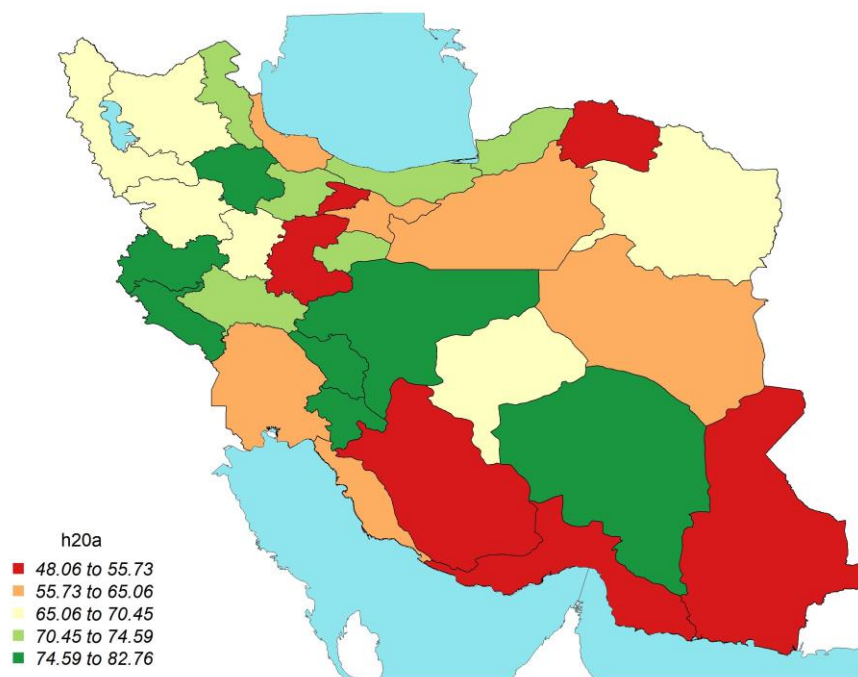 h20a
48.06 to 55.73
55.73 to 65.06
65.06 to 70.45
70.45 to 74.59
74.59 to 82.76